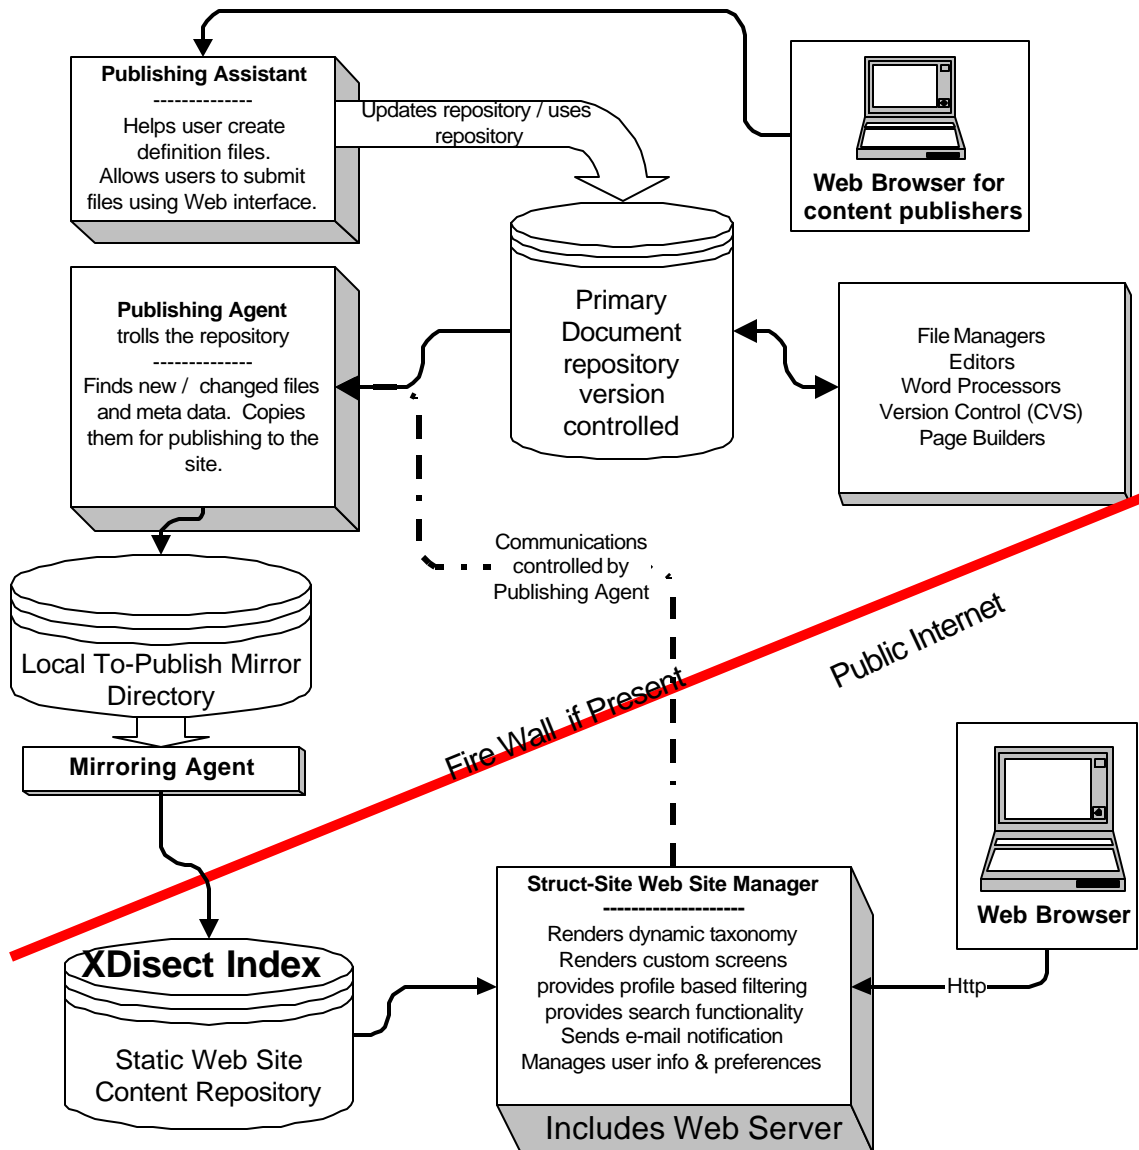 Publishing Assistant
---------------
Helps user create
definition files.
Allows users to submit
files using Web interface.
Updates repository / uses
repository
Web Browser for
content publishers
Publishing Agent
trolls the repository
---------------
Finds new / changed files
and meta data. Copies
them for publishing to the
site.
Primary
Document
repository
version
controlled
File Managers
Editors
Word Processors
Version Control (CVS)
Page Builders
Communications
controlled by
Publishing Agent
Local To-Publish Mirror
Directory
Mirroring Agent
Fire Wall if Present
Public Internet
Web Browser
Http
XDisect Index
Static Web Site
Content Repository
Struct-Site Web Site Manager
--------------------
Renders dynamic taxonomy
Renders custom screens
provides profile based filtering
provides search functionality
Sends e-mail notification
Manages user info & preferences
Includes Web Server